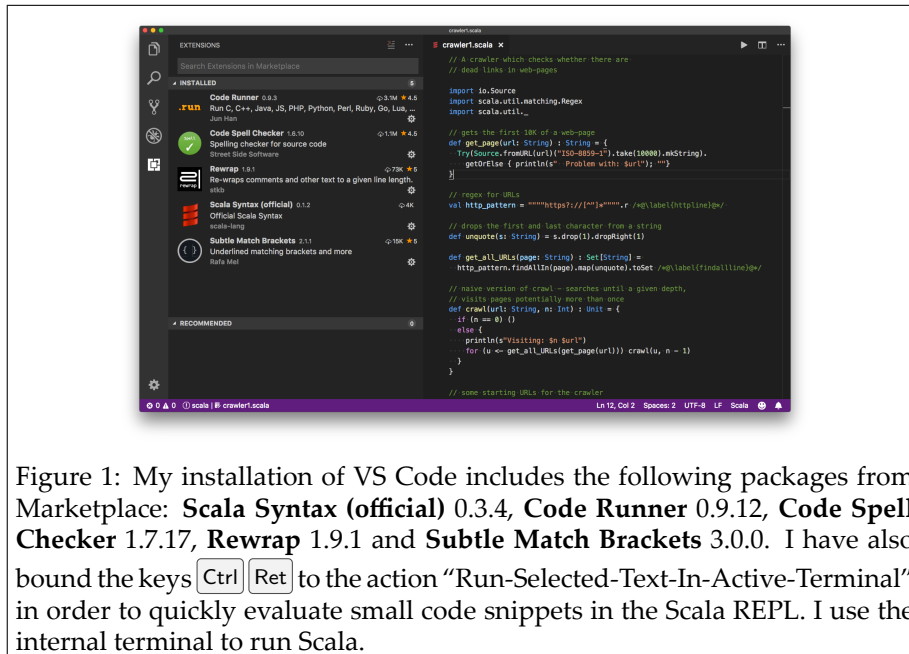 crawler1.scala
EXTENSIONS
crawler1.scala ×
Search Extensions in Marketplace
INSTALLED 5
Code Runner 0.9.3 3.1M ★4.5
Run C, C++, Java, JS, PHP, Python, Perl, Ruby, Go, Lua, ...
Jun Han
Code Spell Checker 1.6.10 1.1M ★4.5
Spelling checker for source code
Street Side Software
Rewrap 1.9.1 73K ★5
Re-wraps comments and other text to a given line length.
stkb
Scala Syntax (official) 0.1.2 4K
Official Scala Syntax
scala-lang
Subtle Match Brackets 2.1.1 16K ★5
Underlined matching brackets and more
Rafa Mel
RECOMMENDED 0
// A crawler which checks whether there are
// dead links in web-pages
import io.Source
import scala.util.matching.Regex
import scala.util._
// gets the first 10K of a web-page
def get_page(url: String) : String = {
Try(Source.fromURL(url)("ISO-8859-1").take(10000).mkString).
getOrElse { println(s" Problem with: $url"); ""}
}
// regex for URLs
val http_pattern = """"https?://[^"]*"""".r /*@\label{httpline}@*/
// drops the first and last character from a string
def unquote(s: String) = s.drop(1).dropRight(1)
def get_all_URLs(page: String) : Set[String] =
http_pattern.findAllIn(page).map(unquote).toSet /*@\label{findallline}@*/
// naive version of crawl - searches until a given depth,
// visits pages potentially more than once
def crawl(url: String, n: Int) : Unit = {
if (n == 0) ()
else {
println(s"Visiting: $n $url")
for (u <- get_all_URLs(get_page(url))) crawl(u, n - 1)
}
}
// some starting URLs for the crawler
0 0 scala | crawler1.scala Ln 12, Col 2 Spaces: 2 UTF-8 LF Scala
Figure 1: My installation of VS Code includes the following packages from
Marketplace: Scala Syntax (official) 0.3.4, Code Runner 0.9.12, Code Spell
Checker 1.7.17, Rewrap 1.9.1 and Subtle Match Brackets 3.0.0. I have also
bound the keys Ctrl Ret to the action “Run-Selected-Text-In-Active-Terminal”
in order to quickly evaluate small code snippets in the Scala REPL. I use the
internal terminal to run Scala.